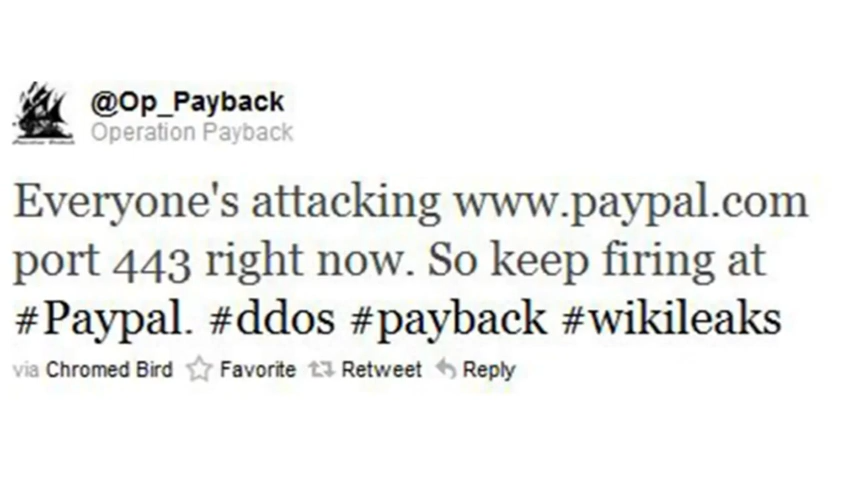 @Op_Payback
Operation Payback
Everyone's attacking www.paypal.com
port 443 right now. So keep firing at
#Paypal. #ddos #payback #wikileaks
via Chromed Bird Favorite Retweet Reply